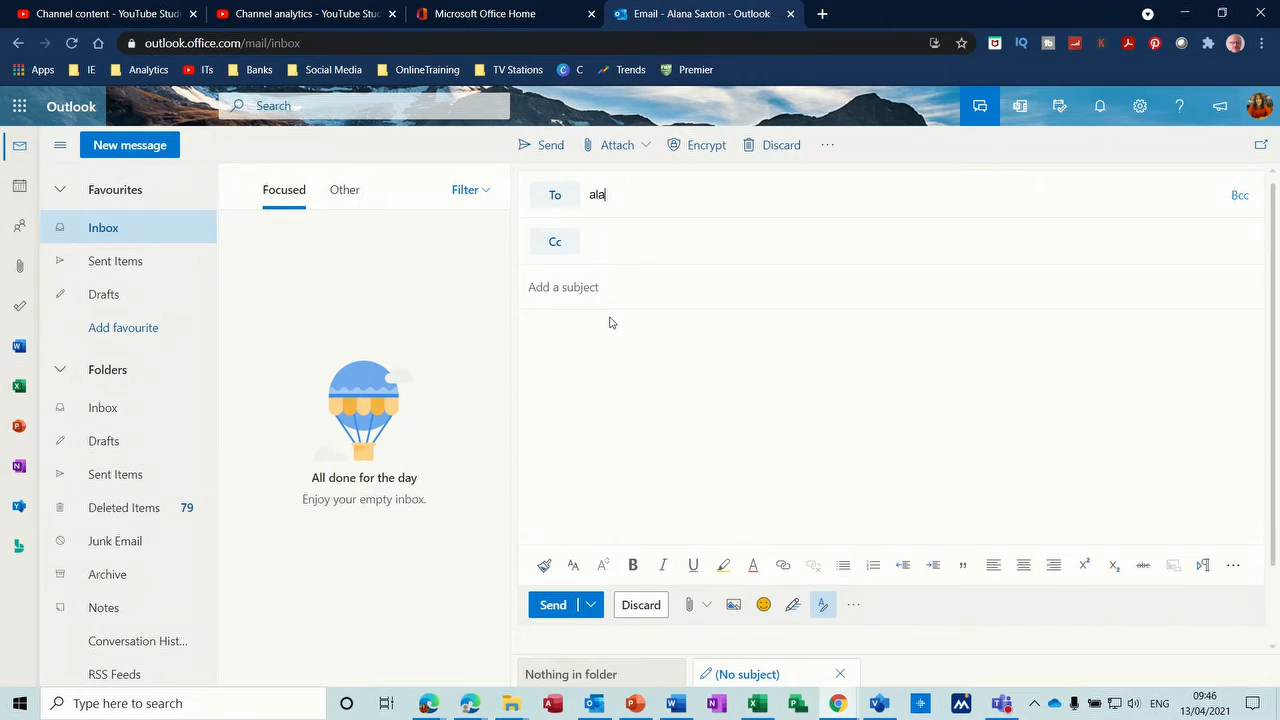 Channel content - YouTube Studi
Channel analytics - YouTube Stu
Microsoft Office Home
Email - Alana Saxton - Outlook
outlook.office.com/mail/inbox
Apps
IE
Analytics
ITs
Banks
Social Media
OnlineTraining
TV Stations
C
Trends
Premier
Outlook
Search
New message
Send
Attach
Encrypt
Discard
Favourites
Focused
Other
Filter
To
ala
Bcc
Inbox
Cc
Sent Items
Add a subject
Drafts
Add favourite
Folders
Inbox
Drafts
Sent Items
All done for the day
Enjoy your empty inbox.
Deleted Items 79
Junk Email
Archive
Notes
Send
Discard
Conversation Hist...
RSS Feeds
Nothing in folder
(No subject)
Type here to search
ENG
09:46
13/04/2021